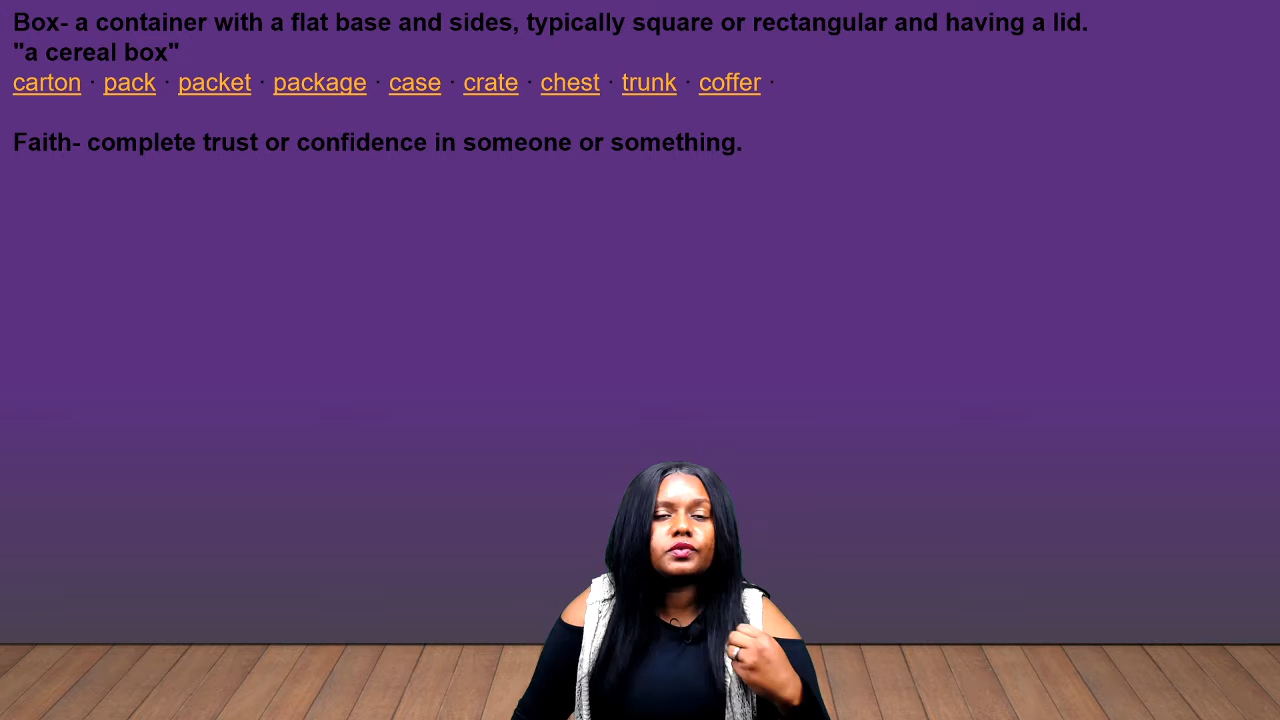 Box- a container with a flat base and sides, typically square or rectangular and having a lid.
"a cereal box"
carton · pack · packet · package · case · crate · chest · trunk · coffer ·
Faith- complete trust or confidence in someone or something.